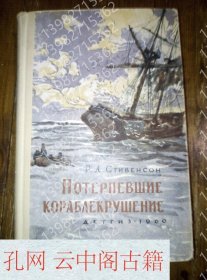 Р. Л. СТИВЕНСОН
ПОТЕРПЕВШИЕ
КОРАБЛЕКРУШЕНИЕ
ДЕТГИЗ-1960
孔网 云中阁古籍